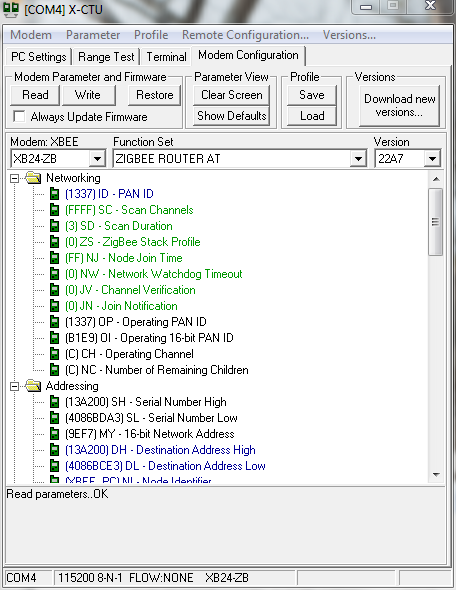 [COM4] X-CTU
Modem Parameter Profile Remote Configuration... Versions...
PC Settings Range Test Terminal Modem Configuration
Modem Parameter and Firmware Parameter View Profile Versions
Read Write Restore Clear Screen Save Download new versions...
Always Update Firmware Show Defaults Load
Modem: XBEE Function Set Version
XB24-ZB ZIGBEE ROUTER AT 22A7
Networking
(1337) ID - PAN ID
(FFFF) SC - Scan Channels
(3) SD - Scan Duration
(0) ZS - ZigBee Stack Profile
(FF) NJ - Node Join Time
(0) NW - Network Watchdog Timeout
(0) JV - Channel Verification
(0) JN - Join Notification
(1337) OP - Operating PAN ID
(B1E9) OI - Operating 16-bit PAN ID
(C) CH - Operating Channel
(C) NC - Number of Remaining Children
Addressing
(13A200) SH - Serial Number High
(4086BDA3) SL - Serial Number Low
(9EF7) MY - 16-bit Network Address
(13A200) DH - Destination Address High
(4086BCE3) DL - Destination Address Low
(XBEE_PC) NI - Node Identifier
Read parameters..OK
COM4 115200 8-N-1 FLOW:NONE XB24-ZB